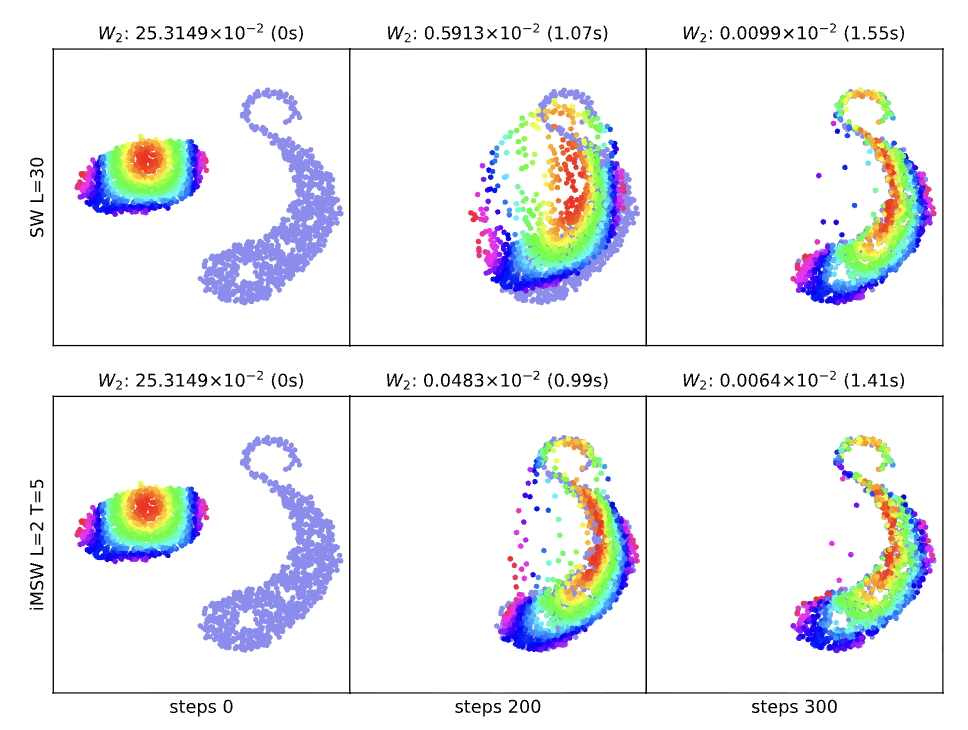 W₂: 25.3149×10⁻² (0s)
W₂: 0.5913×10⁻² (1.07s)
W₂: 0.0099×10⁻² (1.55s)
SW L=30
W₂: 25.3149×10⁻² (0s)
W₂: 0.0483×10⁻² (0.99s)
W₂: 0.0064×10⁻² (1.41s)
iMSW L=2 T=5
steps 0
steps 200
steps 300